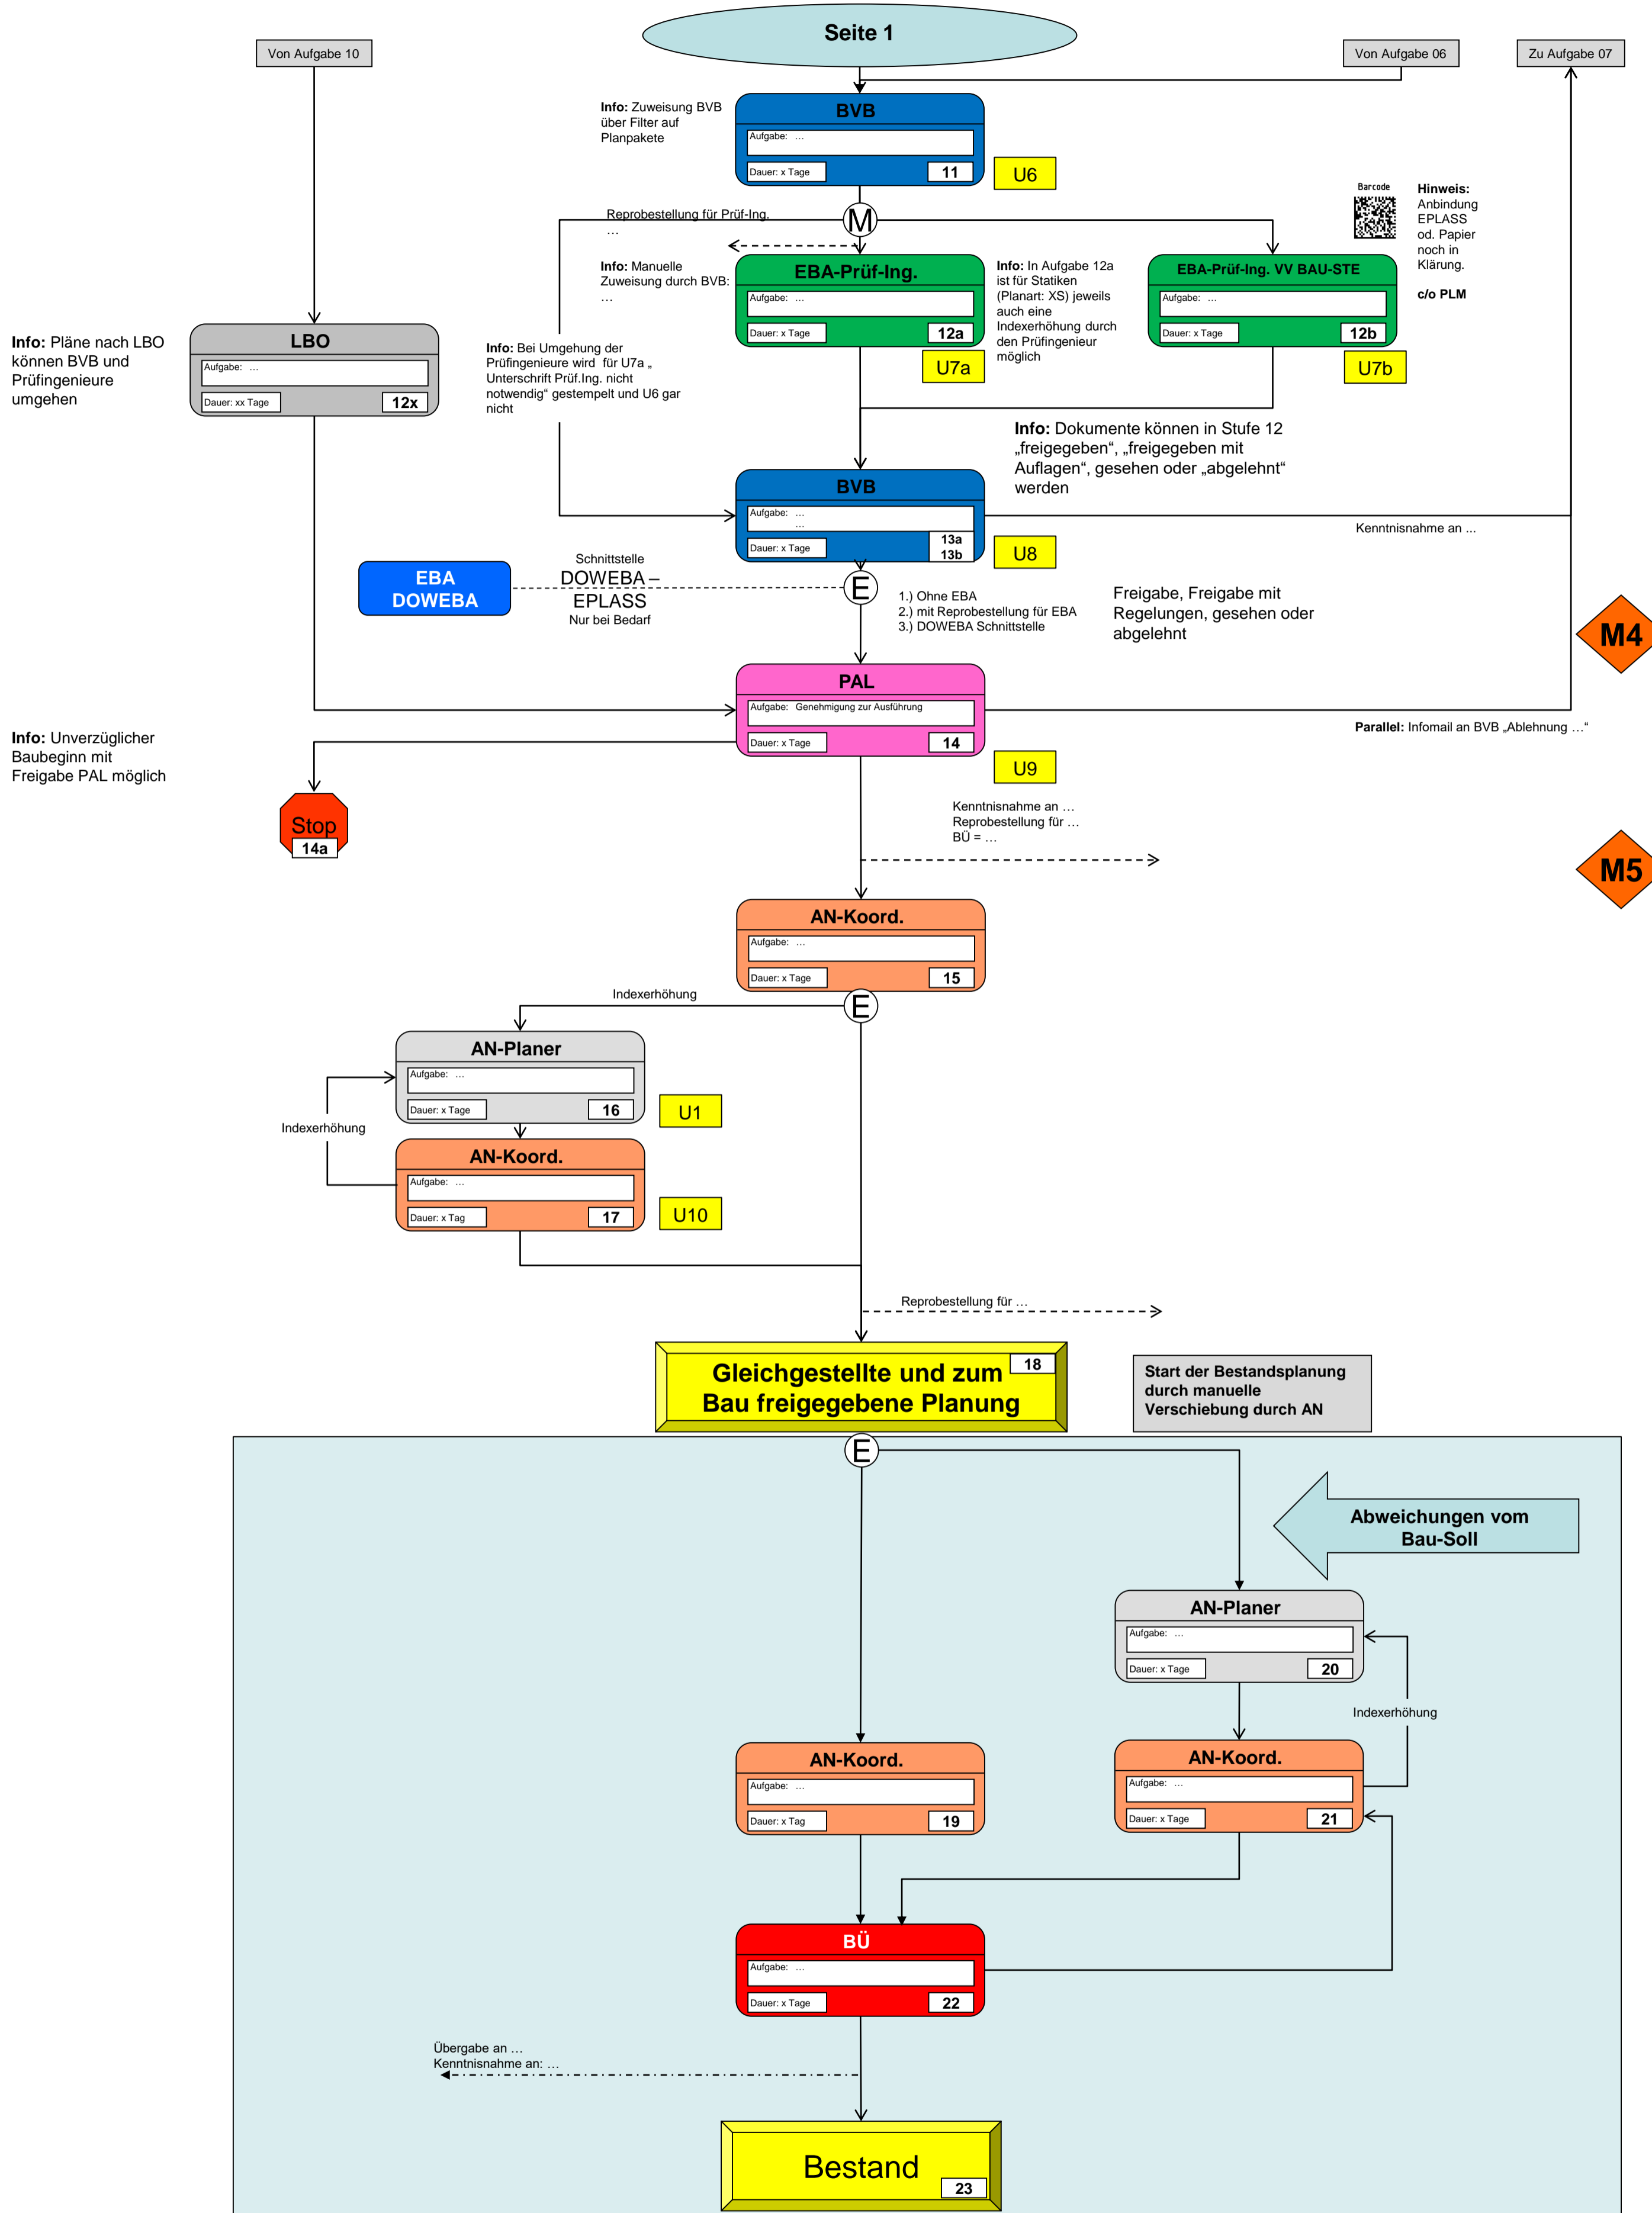 Seite 1
Von Aufgabe 10
Von Aufgabe 06
Zu Aufgabe 07
Info: Zuweisung BVB
über Filter auf
Planpakete
BVB
Aufgabe: …
Dauer: x Tage
11
U6
Barcode
Hinweis:
Anbindung
EPLASS
od. Papier
noch in
Klärung.
c/o PLM
Reprobestellung für Prüf-Ing.
…
M
Info: Manuelle
Zuweisung durch BVB:
…
EBA-Prüf-Ing.
Aufgabe: …
Dauer: x Tage
12a
U7a
Info: In Aufgabe 12a
ist für Statiken
(Planart: XS) jeweils
auch eine
Indexerhöhung durch
den Prüfingenieur
möglich
EBA-Prüf-Ing. VV BAU-STE
Aufgabe: …
Dauer: x Tage
12b
U7b
Info: Pläne nach LBO
können BVB und
Prüfingenieure
umgehen
LBO
Aufgabe: …
Dauer: xx Tage
12x
Info: Bei Umgehung der
Prüfingenieure wird für U7a „
Unterschrift Prüf.Ing. nicht
notwendig“ gestempelt und U6 gar
nicht
Info: Dokumente können in Stufe 12
„freigegeben“, „freigegeben mit
Auflagen“, gesehen oder „abgelehnt“
werden
BVB
Aufgabe: …
…
Dauer: x Tage
13a
13b
U8
Kenntnisnahme an ...
EBA
DOWEBA
Schnittstelle
DOWEBA –
EPLASS
Nur bei Bedarf
E
1.) Ohne EBA
2.) mit Reprobestellung für EBA
3.) DOWEBA Schnittstelle
Freigabe, Freigabe mit
Regelungen, gesehen oder
abgelehnt
M4
PAL
Aufgabe: Genehmigung zur Ausführung
Dauer: x Tage
14
U9
Parallel: Infomail an BVB „Ablehnung …“
Info: Unverzüglicher
Baubeginn mit
Freigabe PAL möglich
Stop
14a
Kenntnisnahme an …
Reprobestellung für …
BÜ = …
M5
AN-Koord.
Aufgabe: …
Dauer: x Tage
15
E
Indexerhöhung
AN-Planer
Aufgabe: …
Dauer: x Tage
16
U1
Indexerhöhung
AN-Koord.
Aufgabe: …
Dauer: x Tag
17
U10
Reprobestellung für …
Gleichgestellte und zum
Bau freigegebene Planung
18
Start der Bestandsplanung
durch manuelle
Verschiebung durch AN
E
Abweichungen vom
Bau-Soll
AN-Planer
Aufgabe: …
Dauer: x Tage
20
Indexerhöhung
AN-Koord.
Aufgabe: …
Dauer: x Tag
19
AN-Koord.
Aufgabe: …
Dauer: x Tage
21
BÜ
Aufgabe: …
Dauer: x Tage
22
Übergabe an …
Kenntnisnahme an: …
Bestand
23